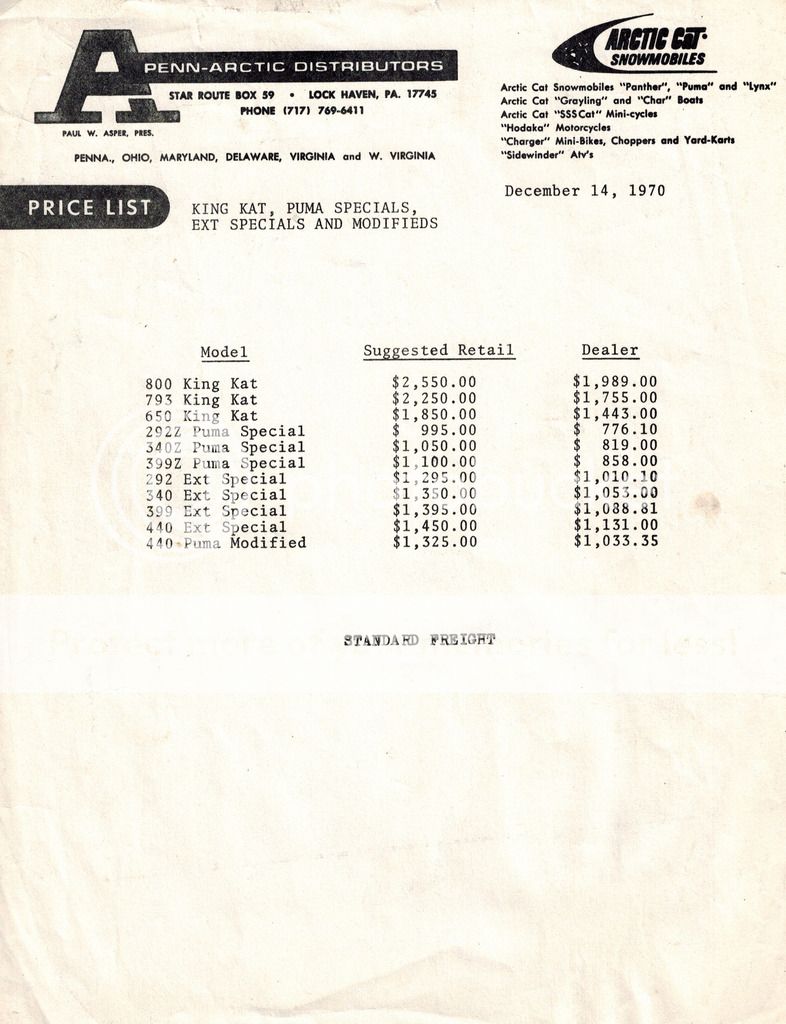 A
PENN-ARCTIC DISTRIBUTORS
STAR ROUTE BOX 59 • LOCK HAVEN, PA. 17745
PHONE (717) 769-6411
PAUL W. ASPER, PRES.
PENNA., OHIO, MARYLAND, DELAWARE, VIRGINIA and W. VIRGINIA
ARCTIC CAT
SNOWMOBILES
Arctic Cat Snowmobiles "Panther", "Puma" and "Lynx"
Arctic Cat "Grayling" and "Char" Boats
Arctic Cat "SSSCat" Mini-cycles
"Hodaka" Motorcycles
"Charger" Mini-Bikes, Choppers and Yard-Karts
"Sidewinder" Atv's
December 14, 1970
PRICE LIST
KING KAT, PUMA SPECIALS,
EXT SPECIALS AND MODIFIEDS
Model Suggested Retail Dealer
800 King Kat $2,550.00 $1,989.00
793 King Kat $2,250.00 $1,755.00
650 King Kat $1,850.00 $1,443.00
292Z Puma Special $ 995.00 $ 776.10
340Z Puma Special $1,050.00 $ 819.00
399Z Puma Special $1,100.00 $ 858.00
292 Ext Special $1,295.00 $1,010.10
340 Ext Special $1,350.00 $1,053.00
399 Ext Special $1,395.00 $1,088.81
440 Ext Special $1,450.00 $1,131.00
440 Puma Modified $1,325.00 $1,033.35
STANDARD FREIGHT